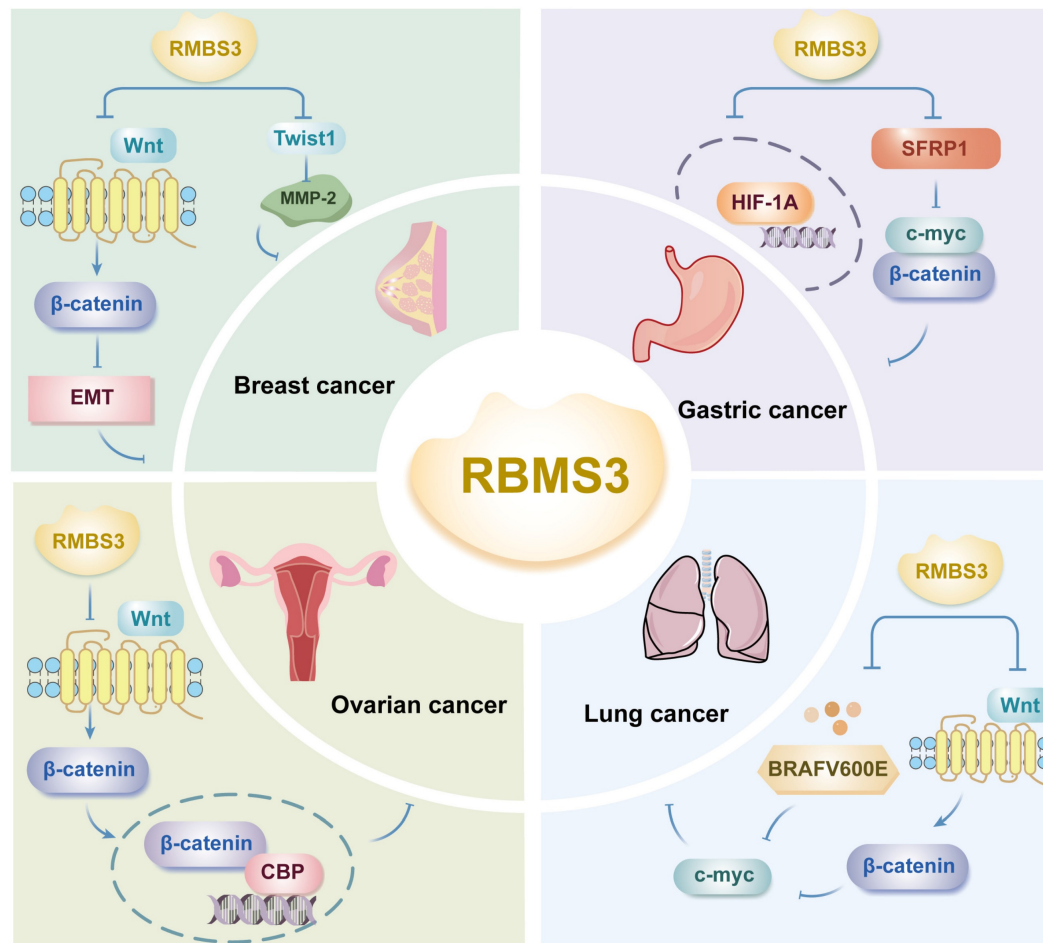 RMBS3
Wnt
Twist1
MMP-2
β-catenin
EMT
Breast cancer
RMBS3
SFRP1
HIF-1A
c-myc
β-catenin
Gastric cancer
RBMS3
RMBS3
Wnt
β-catenin
β-catenin
CBP
Ovarian cancer
RMBS3
Wnt
BRAFV600E
β-catenin
c-myc
Lung cancer